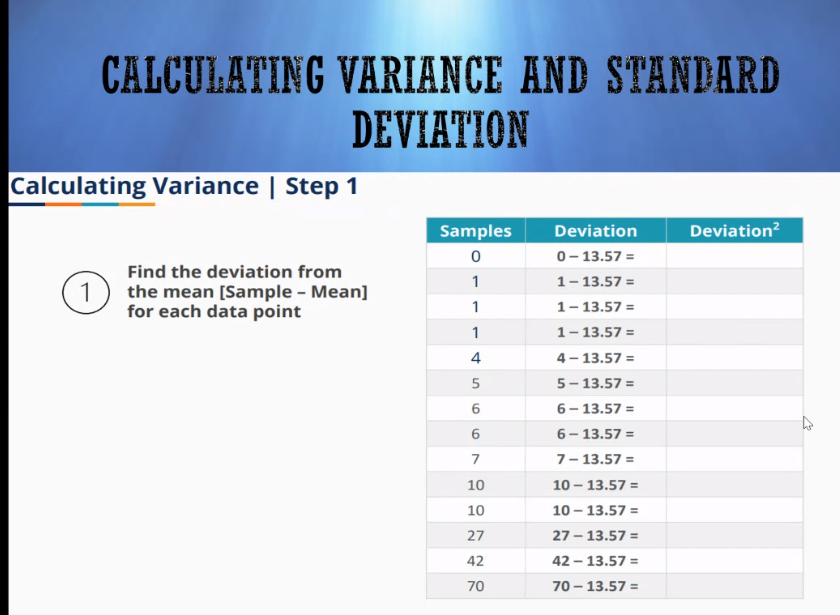 CALCULATING VARIANCE AND STANDARD
DEVIATION
Calculating Variance | Step 1
1
Find the deviation from
the mean [Sample – Mean]
for each data point
Samples Deviation Deviation²
0 0 – 13.57 =
1 1 – 13.57 =
1 1 – 13.57 =
1 1 – 13.57 =
4 4 – 13.57 =
5 5 – 13.57 =
6 6 – 13.57 =
6 6 – 13.57 =
7 7 – 13.57 =
10 10 – 13.57 =
10 10 – 13.57 =
27 27 – 13.57 =
42 42 – 13.57 =
70 70 – 13.57 =